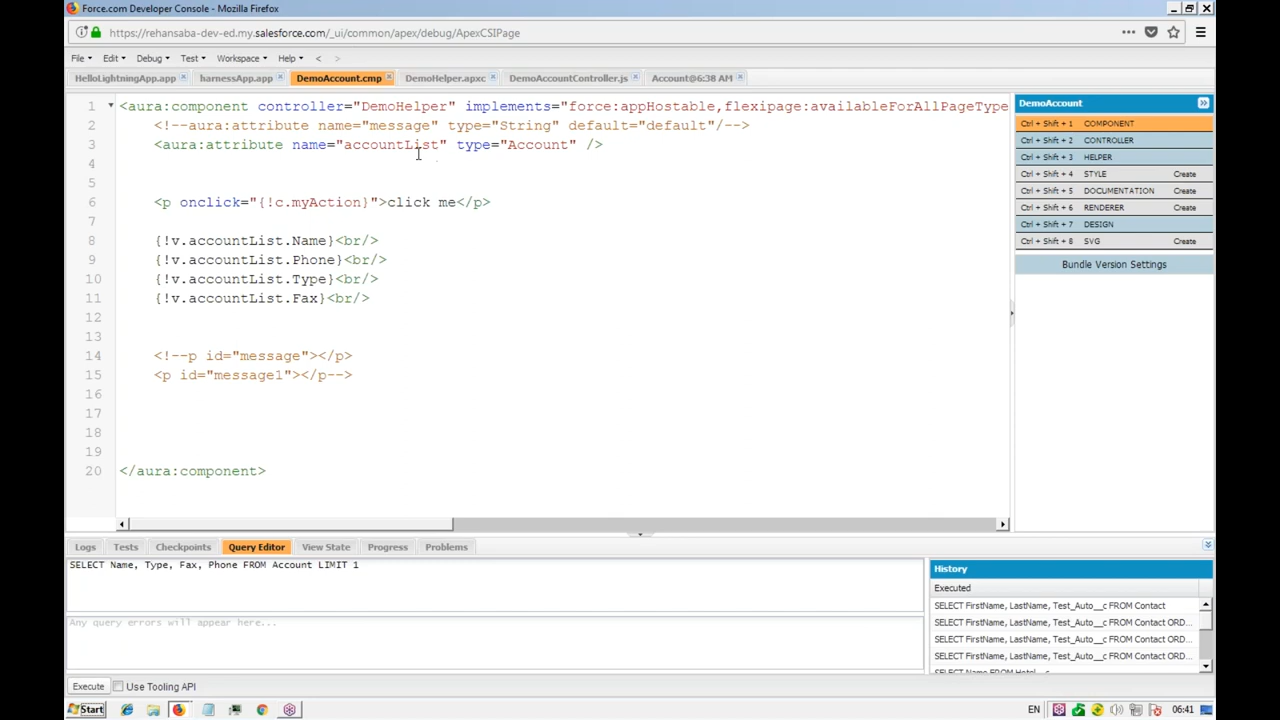 Force.com Developer Console - Mozilla Firefox
https://rehansaba-dev-ed.my.salesforce.com/_ui/common/apex/debug/ApexCSIPage
File Edit Debug Test Workspace Help < >
HelloLightningApp.app harnessApp.app DemoAccount.cmp DemoHelper.apxc DemoAccountController.js Account@6:38 AM
1 <aura:component controller="DemoHelper" implements="force:appHostable,flexipage:availableForAllPageType
2 <!--aura:attribute name="message" type="String" default="default"/-->
3 <aura:attribute name="accountList" type="Account" />
4
5
6 <p onclick="{!c.myAction}">click me</p>
7
8 {!v.accountList.Name}<br/>
9 {!v.accountList.Phone}<br/>
10 {!v.accountList.Type}<br/>
11 {!v.accountList.Fax}<br/>
12
13
14 <!--p id="message"></p>
15 <p id="message1"></p-->
16
17
18
19
20 </aura:component>
DemoAccount
Ctrl + Shift + 1 COMPONENT
Ctrl + Shift + 2 CONTROLLER
Ctrl + Shift + 3 HELPER
Ctrl + Shift + 4 STYLE Create
Ctrl + Shift + 5 DOCUMENTATION Create
Ctrl + Shift + 6 RENDERER Create
Ctrl + Shift + 7 DESIGN
Ctrl + Shift + 8 SVG Create
Bundle Version Settings
Logs Tests Checkpoints Query Editor View State Progress Problems
SELECT Name, Type, Fax, Phone FROM Account LIMIT 1
Any query errors will appear here...
History
Executed
SELECT FirstName, LastName, Test_Auto__c FROM Contact
SELECT FirstName, LastName, Test_Auto__c FROM Contact ORD...
SELECT FirstName, LastName, Test_Auto__c FROM Contact ORD...
SELECT FirstName, LastName, Test_Auto__c FROM Contact ORD...
SELECT Name FROM Hotel__c
Execute Use Tooling API
Start EN 06:41